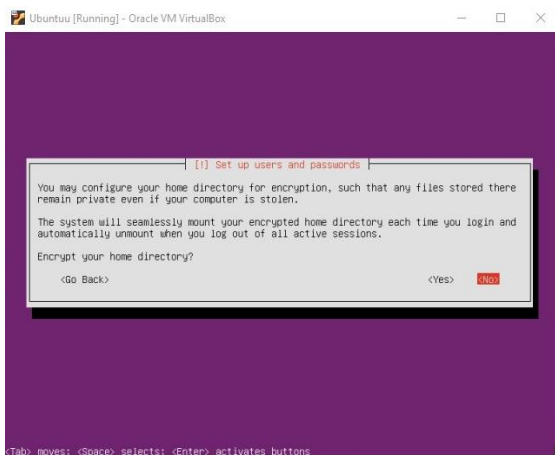 Ubuntuu [Running] - Oracle VM VirtualBox
[!] Set up users and passwords
You may configure your home directory for encryption, such that any files stored there
remain private even if your computer is stolen.
The system will seamlessly mount your encrypted home directory each time you login and
automatically unmount when you log out of all active sessions.
Encrypt your home directory?
<Go Back> <Yes> <No>
<Tab> moves; <Space> selects; <Enter> activates buttons